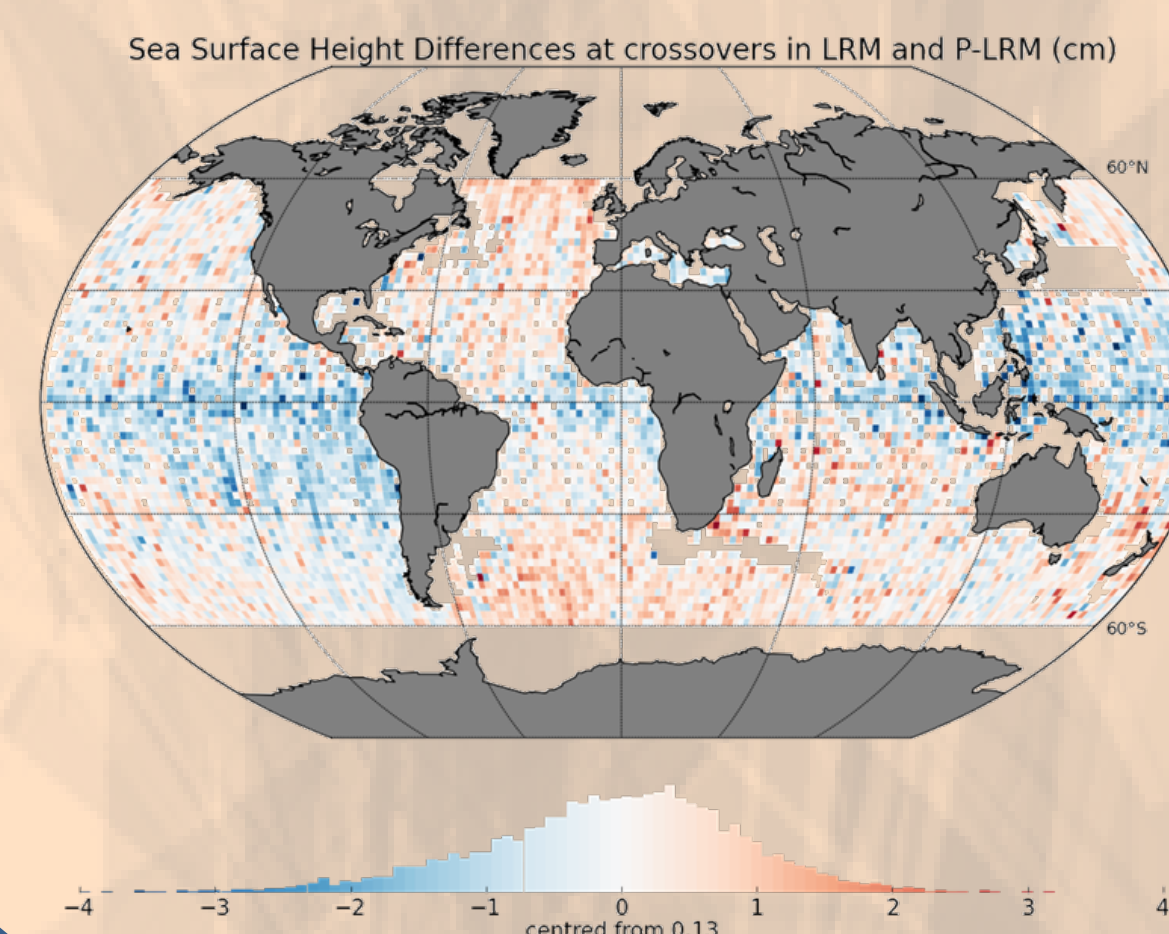 Sea Surface Height Differences at crossovers in LRM and P-LRM (cm)
60°N
60°S
−4 −3 −2 −1 0 1 2 3 4
centred from 0.13